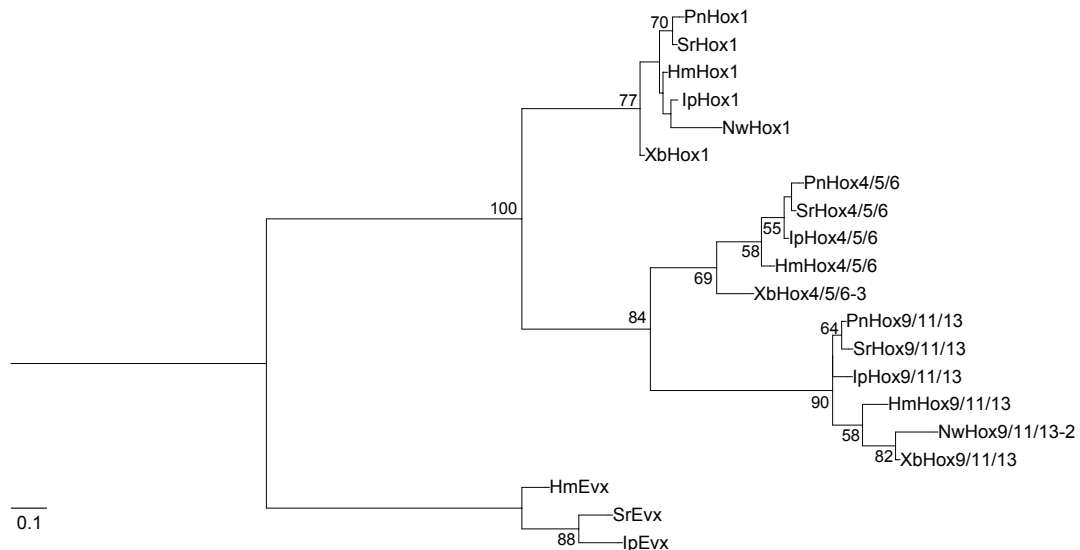 PnHox1
70
SrHox1
HmHox1
77
IpHox1
NwHox1
XbHox1
PnHox4/5/6
100
SrHox4/5/6
55
IpHox4/5/6
58
HmHox4/5/6
69
XbHox4/5/6-3
84
PnHox9/11/13
64
SrHox9/11/13
IpHox9/11/13
90
HmHox9/11/13
58
NwHox9/11/13-2
82
XbHox9/11/13
HmEvx
SrEvx
0.1
88
IpEvx